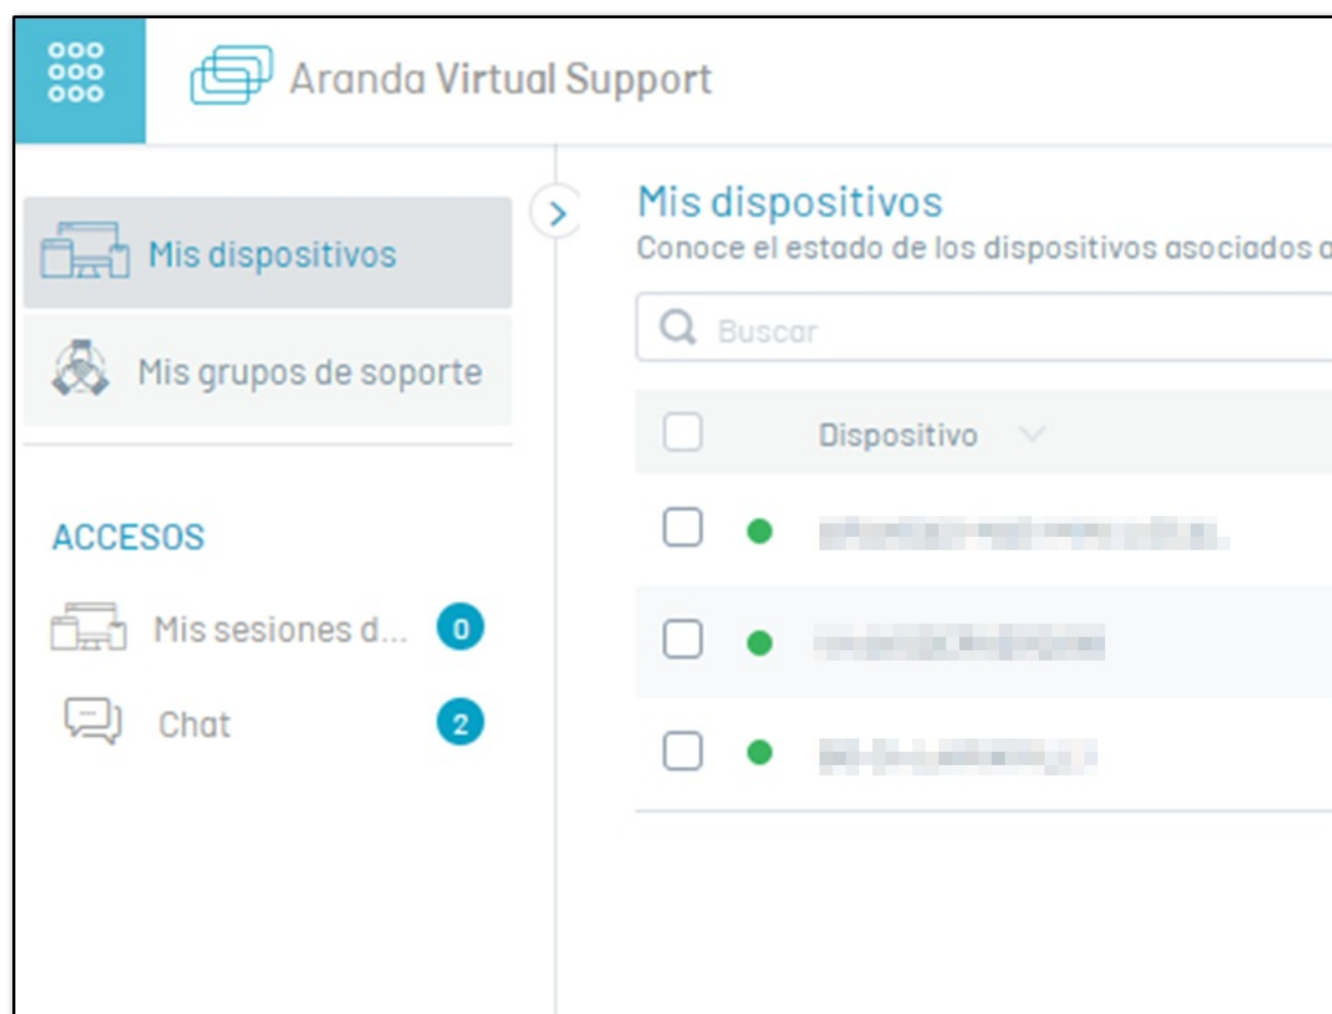 Aranda Virtual Support
Mis dispositivos
Mis grupos de soporte
ACCESOS
Mis sesiones d... 0
Chat 2
Mis dispositivos
Conoce el estado de los dispositivos asociados a
Buscar
Dispositivo